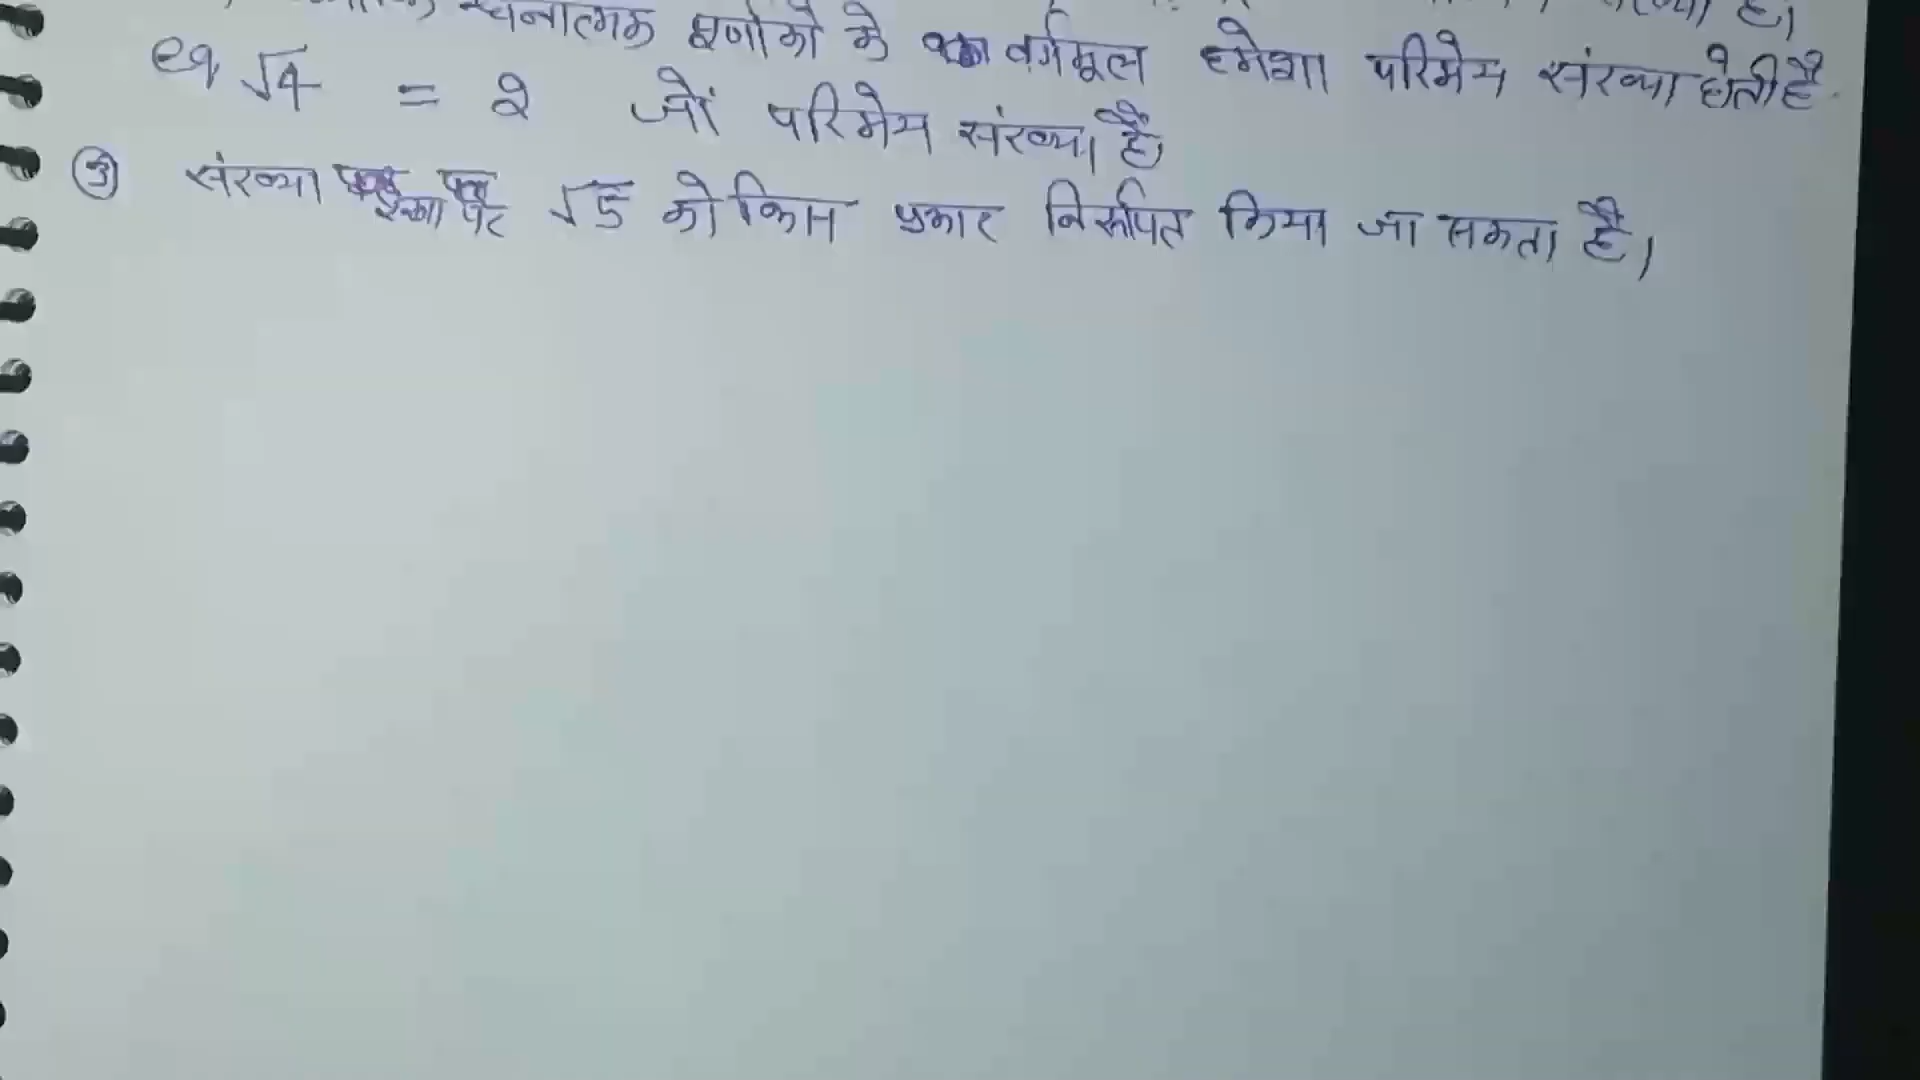 धनात्मक पूर्णांको के वर्गमूल हमेशा परिमेय संख्या होती है.
eg √4 = 2 जों परिमेय संख्या है
③ संख्या रेखा पर √5 को किस प्रकार निरूपित किया जा सकता है।